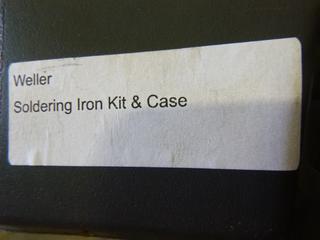 Weller
Soldering Iron Kit & Case